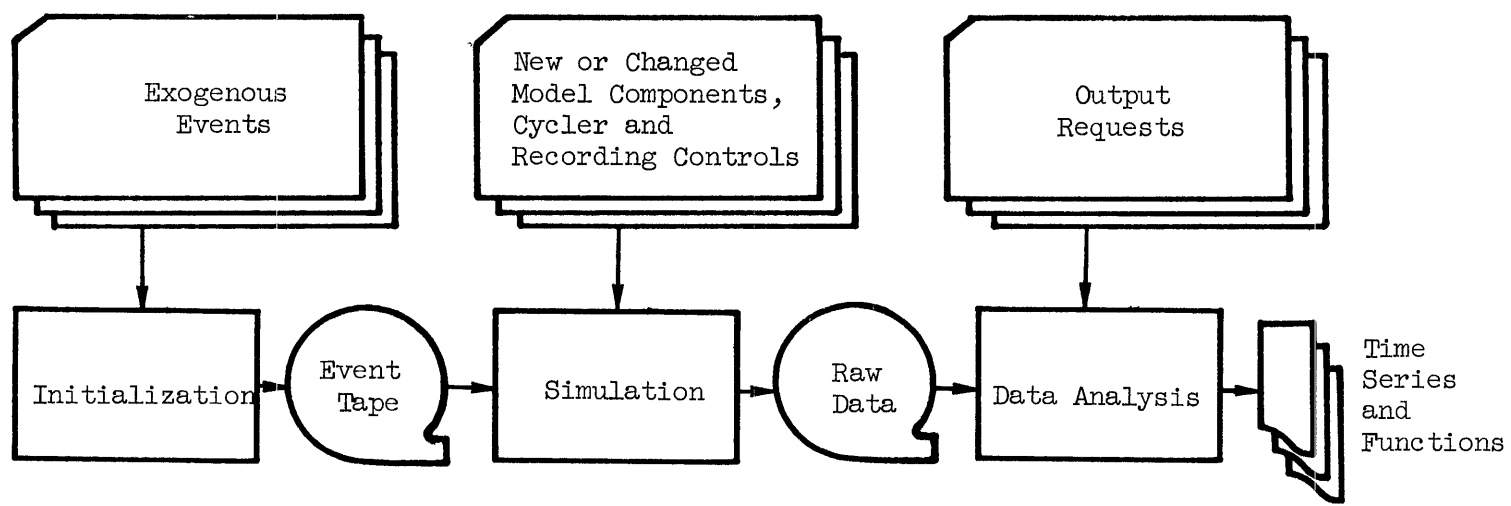 Exogenous
Events
New or Changed
Model Components,
Cycler and
Recording Controls
Output
Requests
Initialization
Event
Tape
Simulation
Raw
Data
Data Analysis
Time
Series
and
Functions